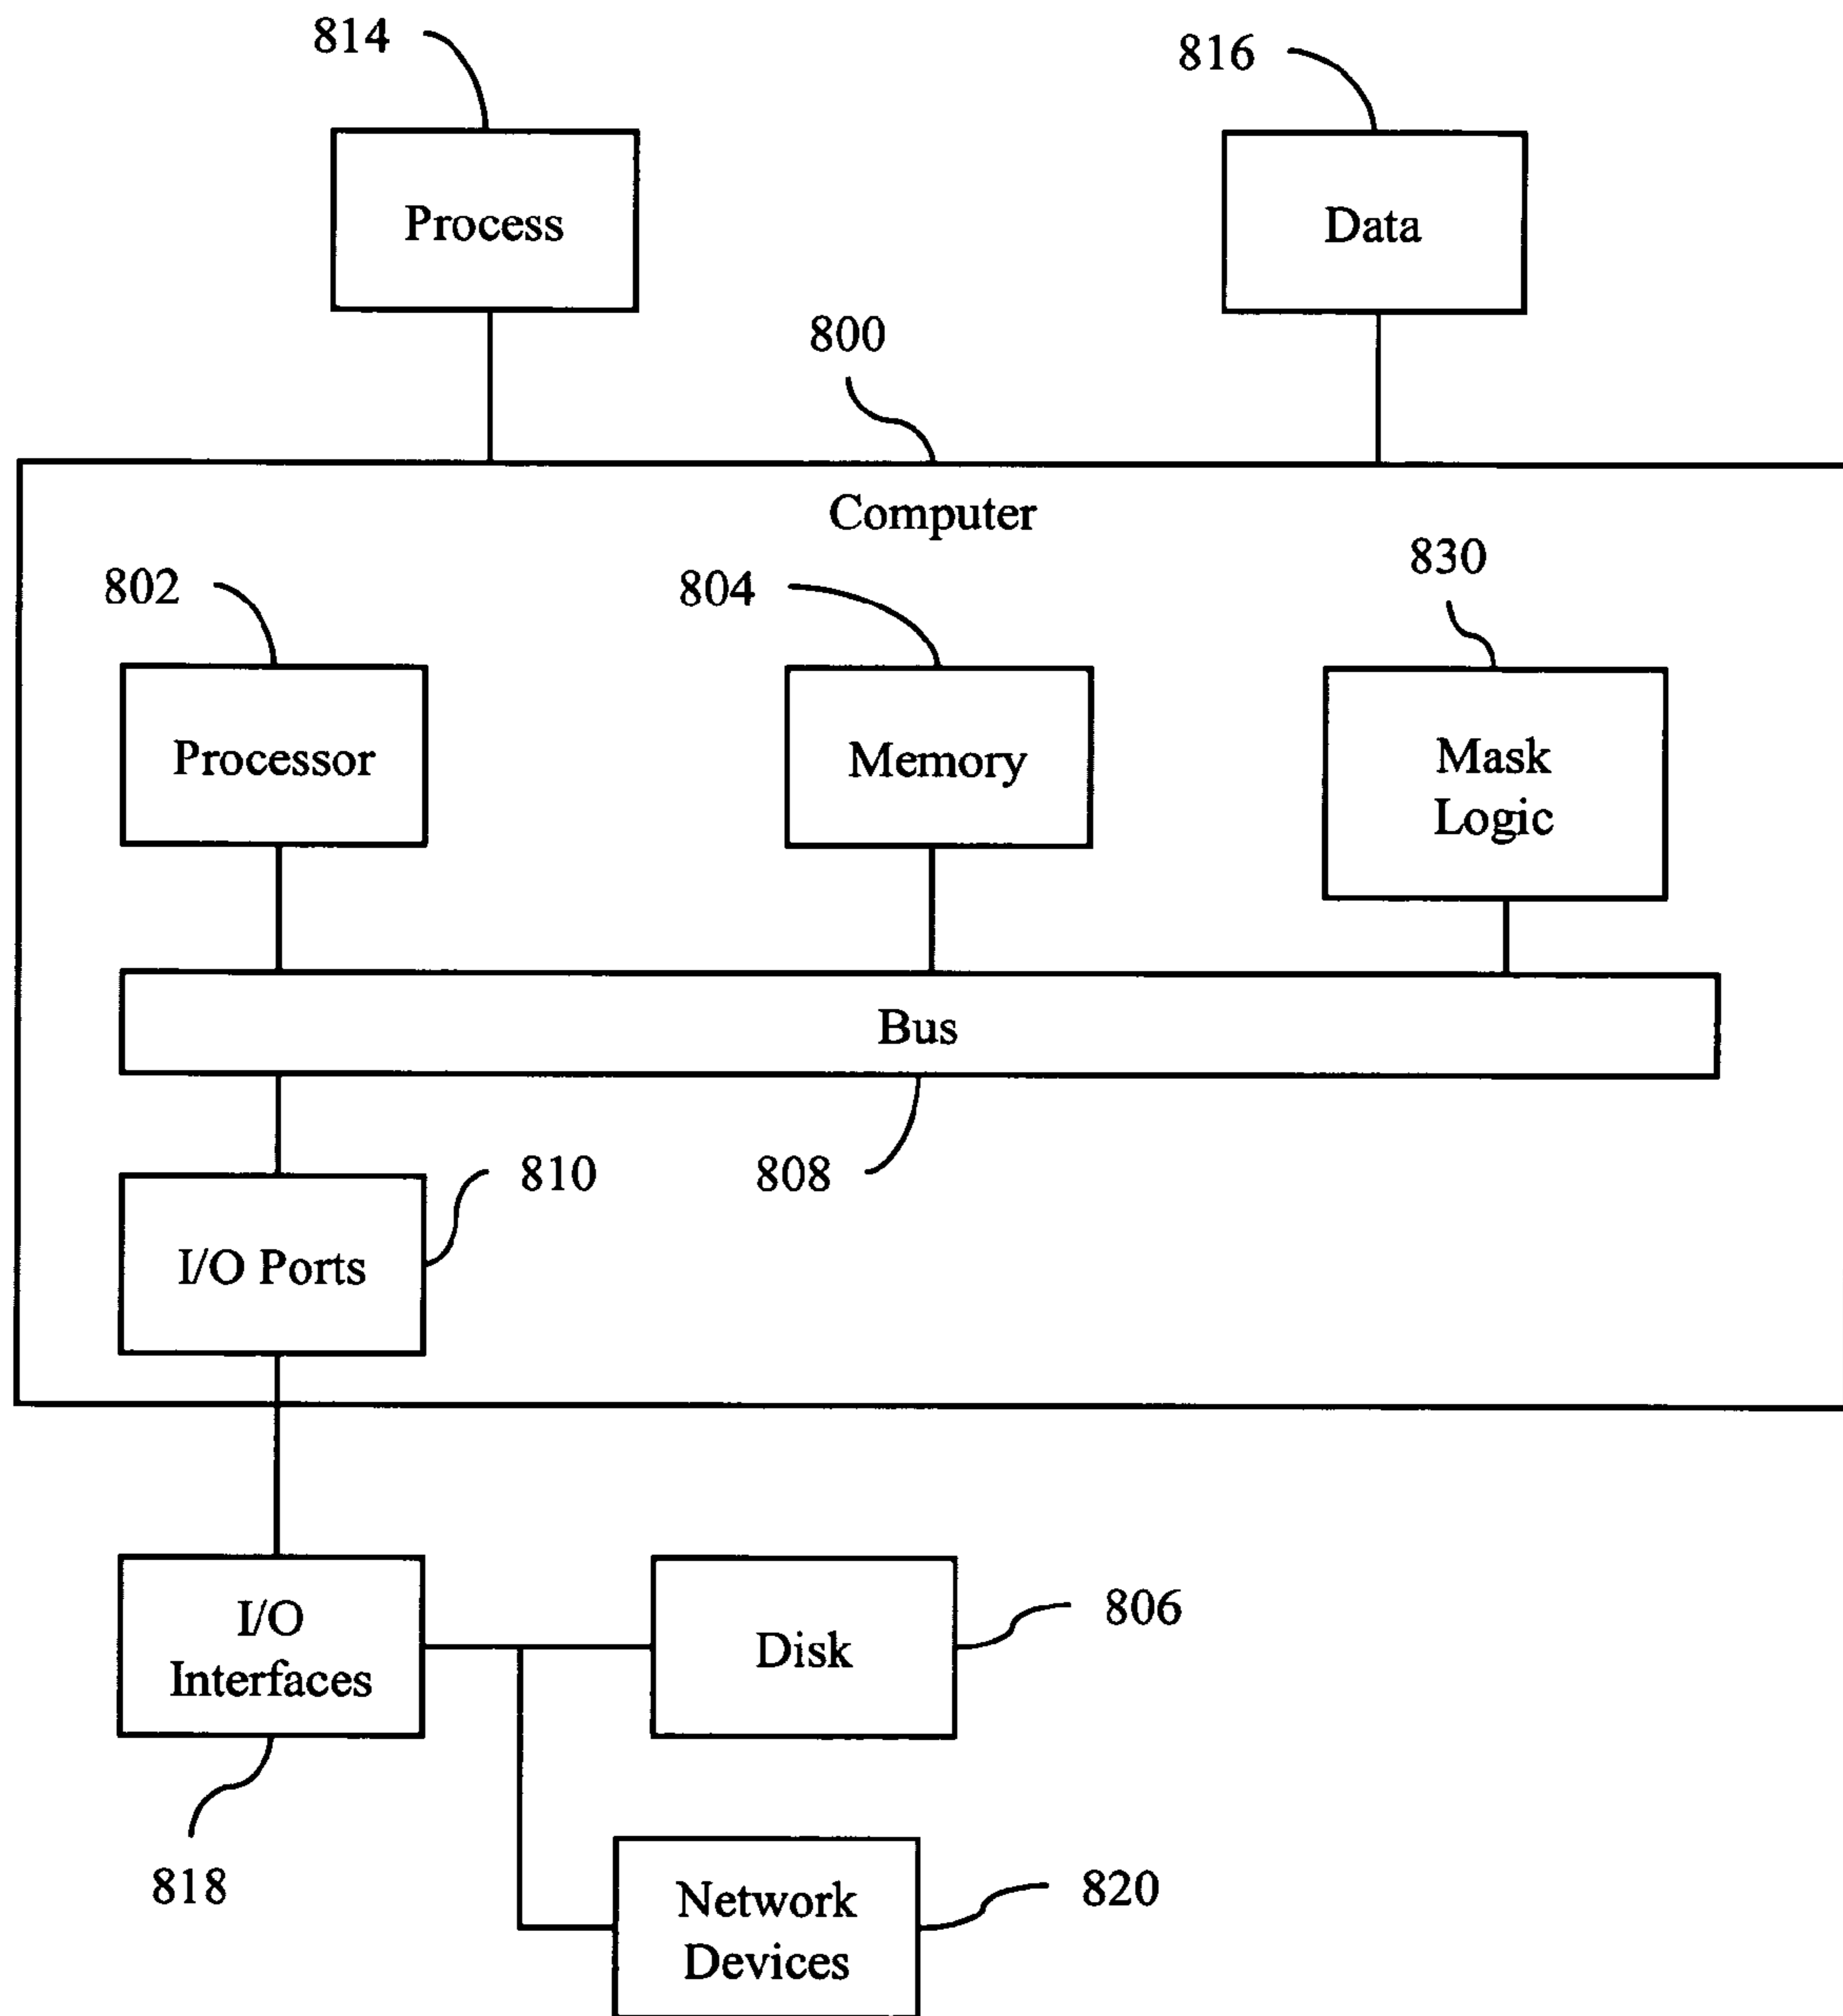 814
816
Process
Data
800
Computer
802
804
830
Processor
Memory
Mask
Logic
Bus
810
808
I/O Ports
I/O
Interfaces
Disk
806
818
Network
Devices
820